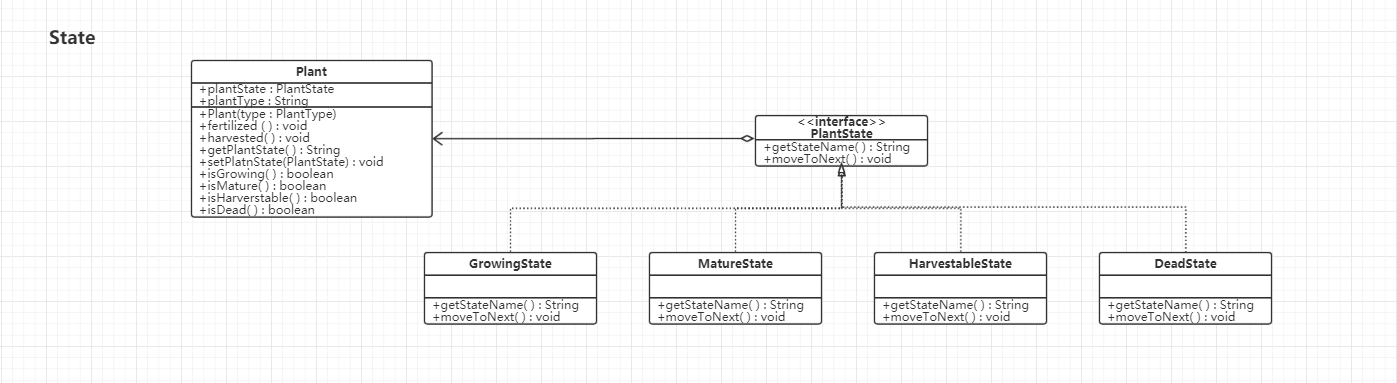 State
Plant
+plantState : PlantState
+plantType : String
+Plant(type : PlantType)
+fertilized ( ) : void
+harvested( ) : void
+getPlantState( ) : String
+setPlatnState(PlantState) : void
+isGrowing( ) : boolean
+isMature( ) : boolean
+isHarverstable( ) : boolean
+isDead( ) : boolean
<<interface>>
PlantState
+getStateName( ) : String
+moveToNext( ) : void
GrowingState
+getStateName( ) : String
+moveToNext( ) : void
MatureState
+getStateName( ) : String
+moveToNext( ) : void
HarvestableState
+getStateName( ) : String
+moveToNext( ) : void
DeadState
+getStateName( ) : String
+moveToNext( ) : void